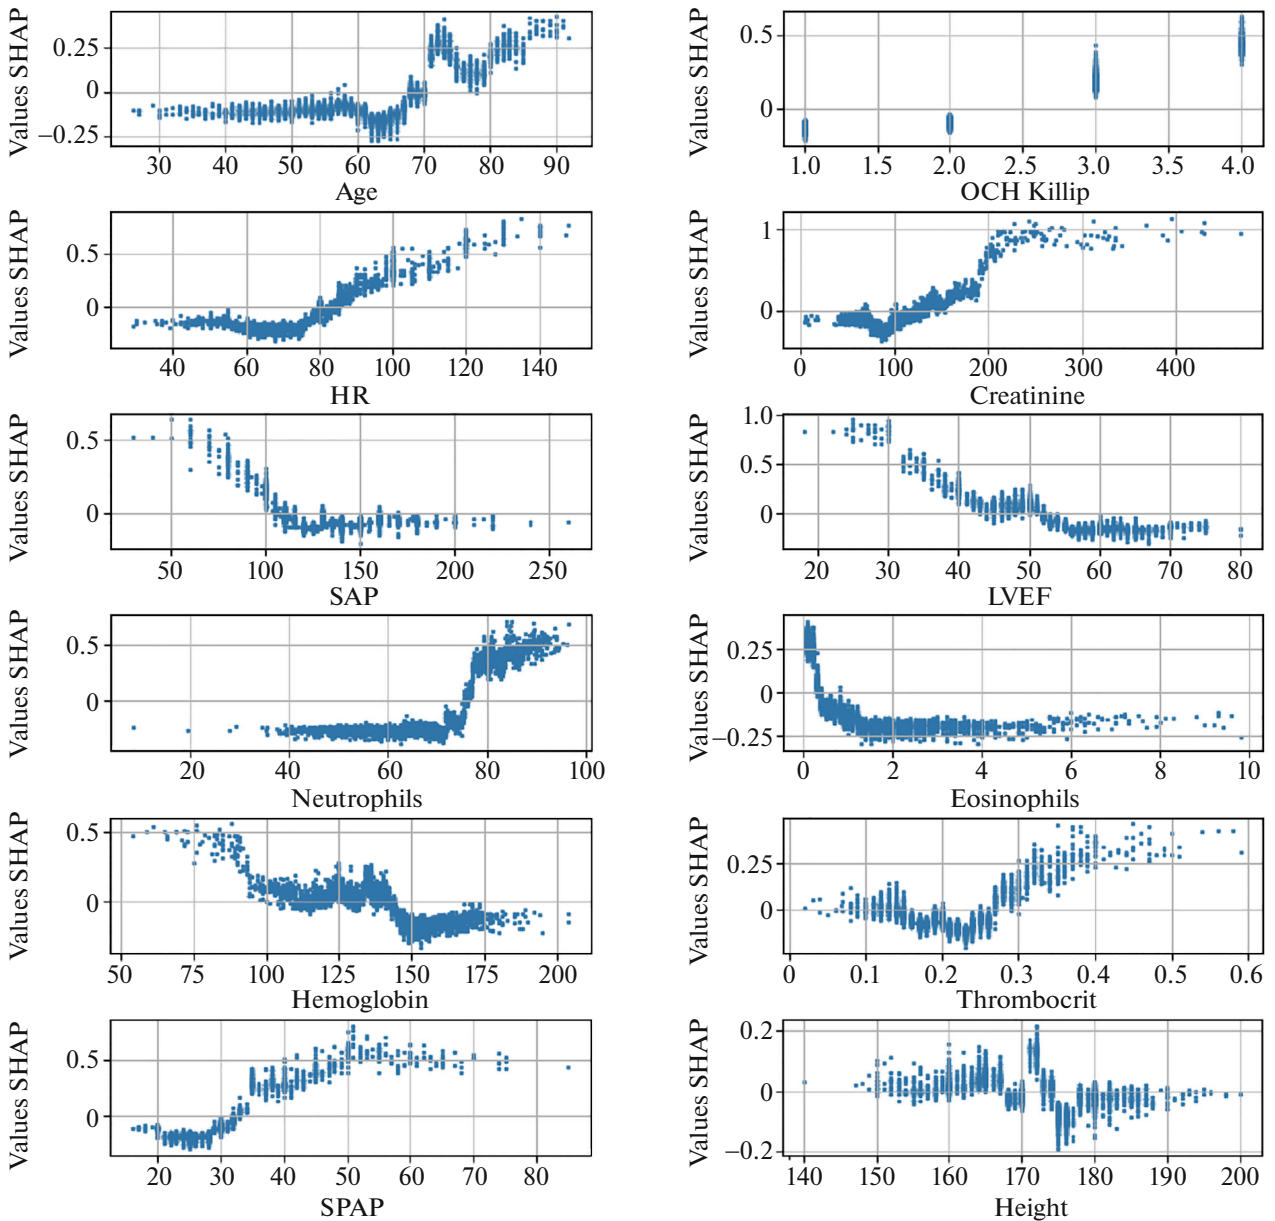 Values SHAP
0.25
0
−0.25
30 40 50 60 70 80 90
Age
Values SHAP
0.5
0
1.0 1.5 2.0 2.5 3.0 3.5 4.0
OCH Killip
Values SHAP
0.5
0
40 60 80 100 120 140
HR
Values SHAP
1
0
0 100 200 300 400
Creatinine
Values SHAP
0.5
0
50 100 150 200 250
SAP
Values SHAP
1.0
0.5
0
20 30 40 50 60 70 80
LVEF
Values SHAP
0.5
0
20 40 60 80 100
Neutrophils
Values SHAP
0.25
0
−0.25
0 2 4 6 8 10
Eosinophils
Values SHAP
0.5
0
50 75 100 125 150 175 200
Hemoglobin
Values SHAP
0.25
0
0 0.1 0.2 0.3 0.4 0.5 0.6
Thrombocrit
Values SHAP
0.5
0
20 30 40 50 60 70 80
SPAP
Values SHAP
0.2
0
−0.2
140 150 160 170 180 190 200
Height